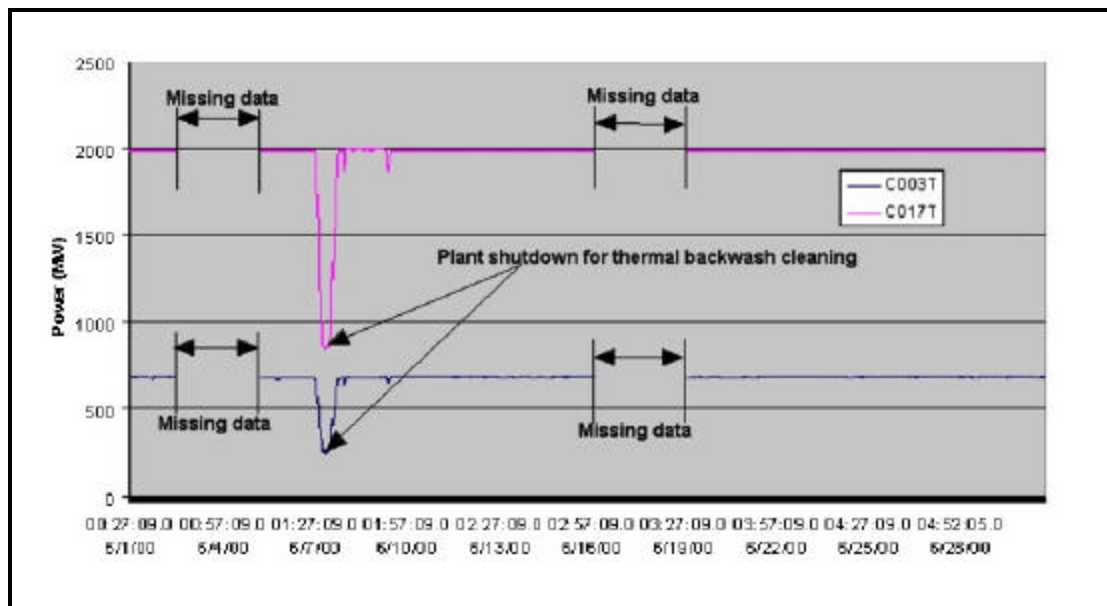 2500
Missing data
Missing data
2000
C003T
C017T
1500
Plant shutdown for thermal backwash cleaning
Power (MW)
1000
500
Missing data
Missing data
0
00:27:09.0 00:57:09.0 01:27:09.0 01:57:09.0 02:27:09.0 02:57:09.0 03:27:09.0 03:57:09.0 04:27:09.0 04:52:05.0
6/1/00 6/4/00 6/7/00 6/10/00 6/13/00 6/16/00 6/19/00 6/22/00 6/25/00 6/28/00